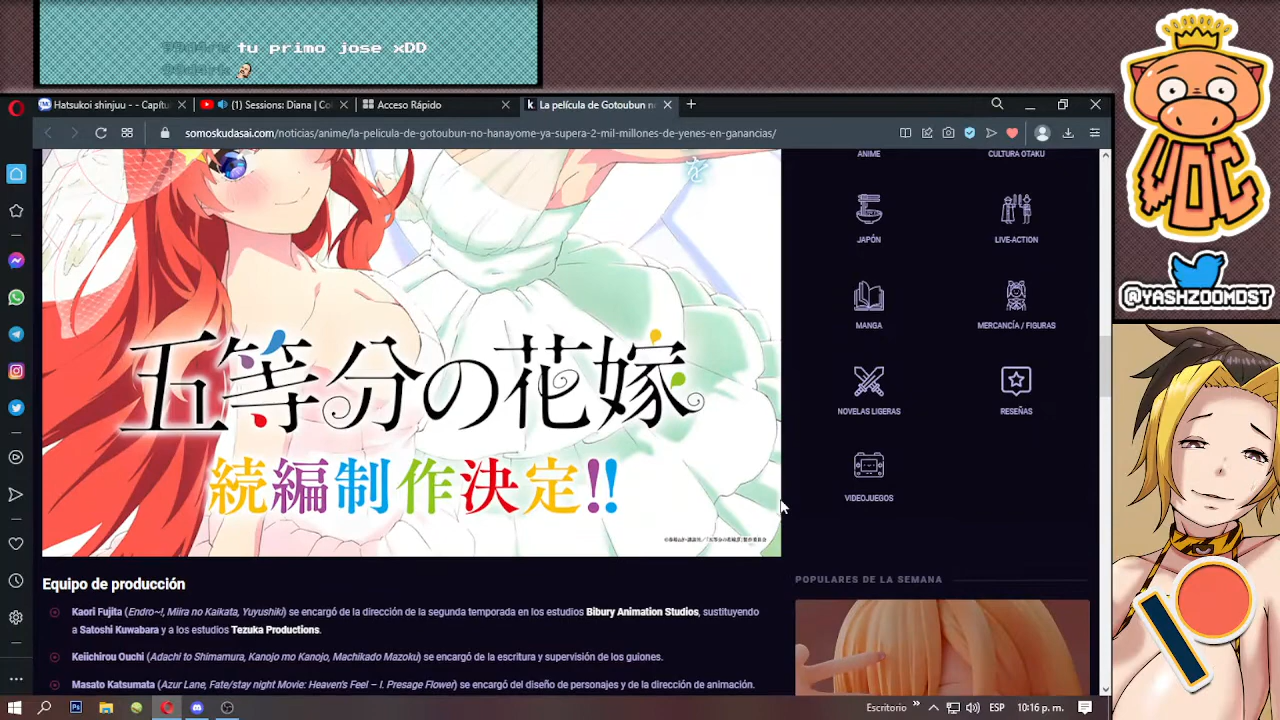 tu primo jose xDD
Hatsukoi shinjuu - - Capítu
(1) Sessions: Diana | Co
Acceso Rápido
La película de Gotoubun no
somoskudasai.com/noticias/anime/la-pelicula-de-gotoubun-no-hanayome-ya-supera-2-mil-millones-de-yenes-en-ganancias/
ANIME
CULTURA OTAKU
JAPÓN
LIVE-ACTION
MANGA
MERCANCÍA / FIGURAS
NOVELAS LIGERAS
RESEÑAS
VIDEOJUEGOS
を
五等分の花嫁
続編制作決定!!
Equipo de producción
Kaori Fujita (Endro~!, Miira no Kaikata, Yuyushiki) se encargó de la dirección de la segunda temporada en los estudios Bibury Animation Studios, sustituyendo
a Satoshi Kuwabara y a los estudios Tezuka Productions.
Keiichirou Ouchi (Adachi to Shimamura, Kanojo mo Kanojo, Machikado Mazoku) se encargó de la escritura y supervisión de los guiones.
Masato Katsumata (Azur Lane, Fate/stay night Movie: Heaven's Feel – I. Presage Flower) se encargó del diseño de personajes y de la dirección de animación.
POPULARES DE LA SEMANA
@YASHZOOMDST
Escritorio
ESP
10:16 p. m.